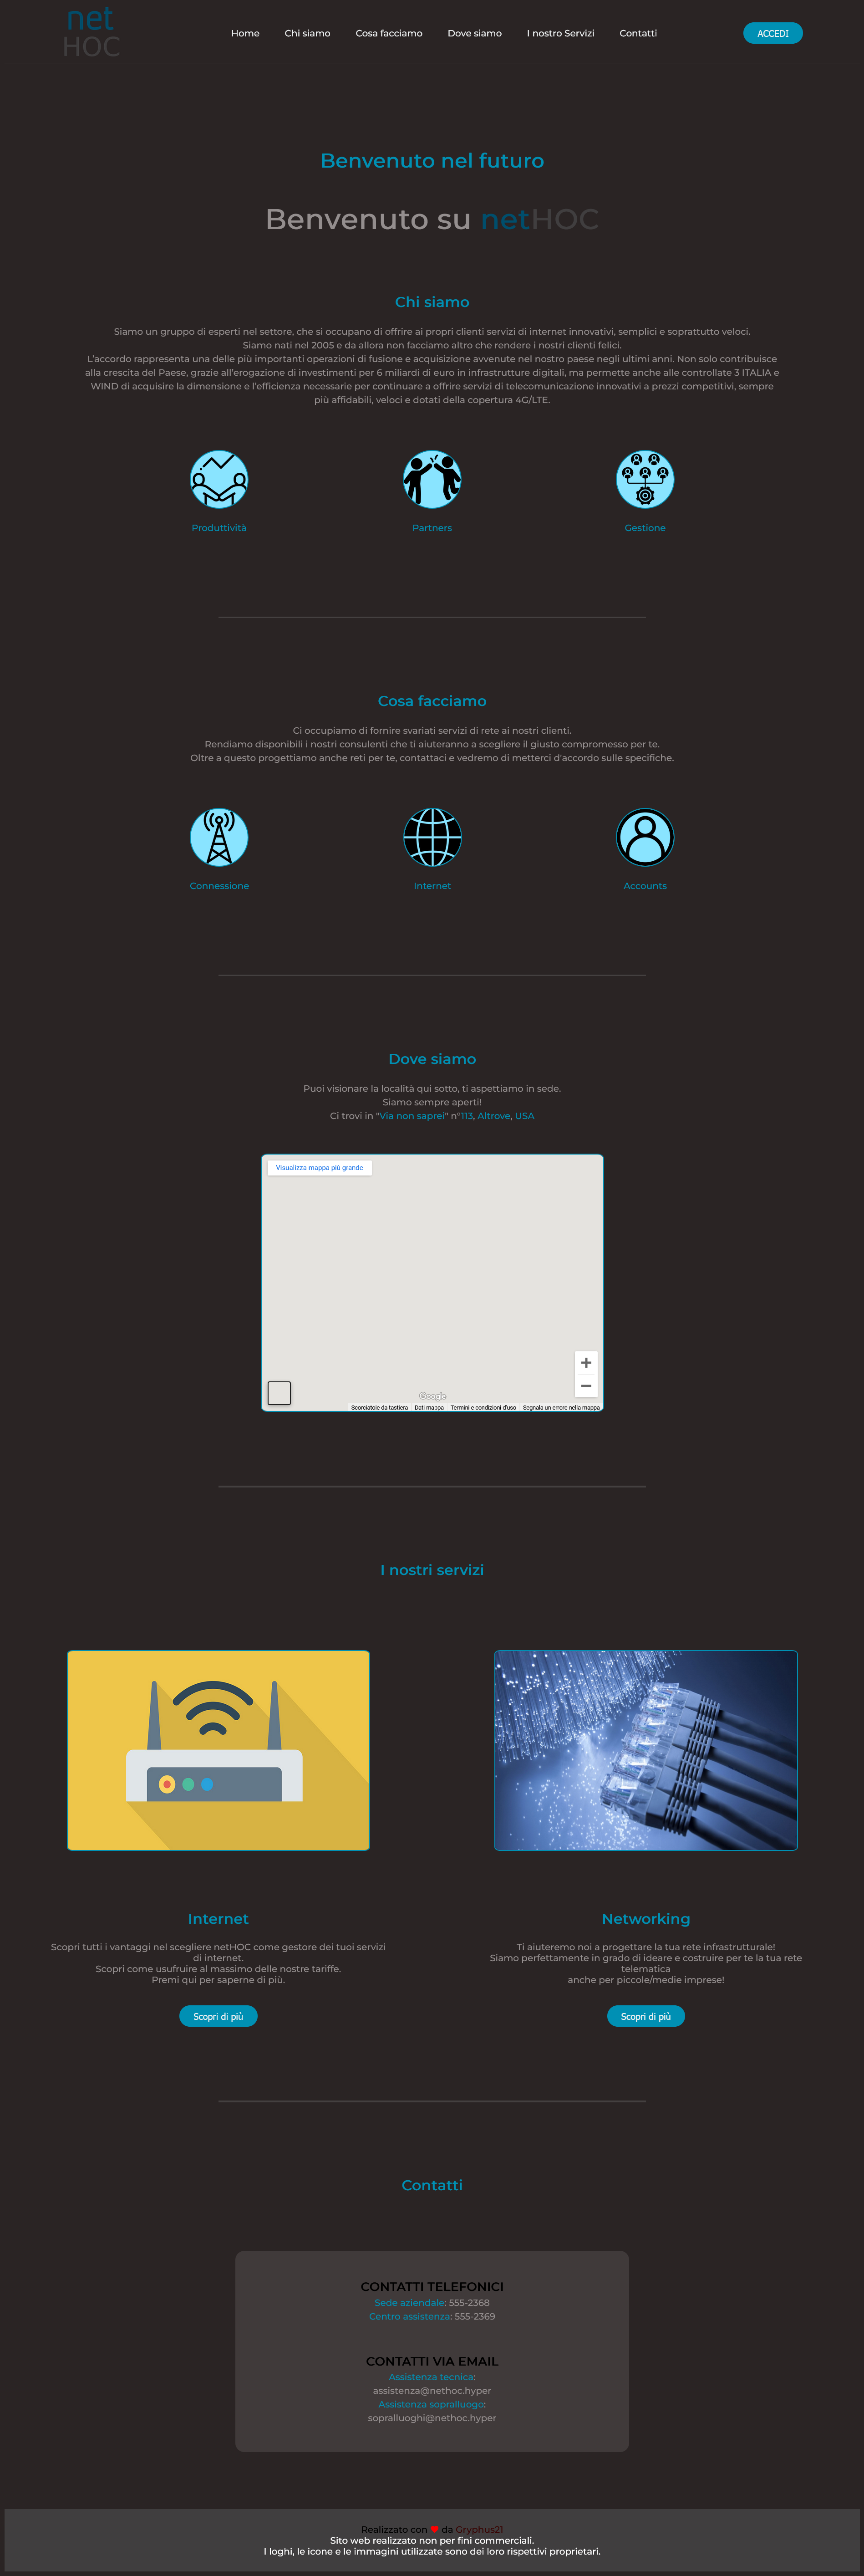 net
HOC
Home
Chi siamo
Cosa facciamo
Dove siamo
I nostro Servizi
Contatti
ACCEDI
Benvenuto nel futuro
Benvenuto su netHOC
Chi siamo
Siamo un gruppo di esperti nel settore, che si occupano di offrire ai propri clienti servizi di internet innovativi, semplici e soprattutto veloci.
Siamo nati nel 2005 e da allora non facciamo altro che rendere i nostri clienti felici.
L'accordo rappresenta una delle più importanti operazioni di fusione e acquisizione avvenute nel nostro paese negli ultimi anni. Non solo contribuisce
alla crescita del Paese, grazie all'erogazione di investimenti per 6 miliardi di euro in infrastrutture digitali, ma permette anche alle controllate 3 ITALIA e
WIND di acquisire la dimensione e l'efficienza necessarie per continuare a offrire servizi di telecomunicazione innovativi a prezzi competitivi, sempre
più affidabili, veloci e dotati della copertura 4G/LTE.
Produttività
Partners
Gestione
Cosa facciamo
Ci occupiamo di fornire svariati servizi di rete ai nostri clienti.
Rendiamo disponibili i nostri consulenti che ti aiuteranno a scegliere il giusto compromesso per te.
Oltre a questo progettiamo anche reti per te, contattaci e vedremo di metterci d'accordo sulle specifiche.
Connessione
Internet
Accounts
Dove siamo
Puoi visionare la località qui sotto, ti aspettiamo in sede.
Siamo sempre aperti!
Ci trovi in "Via non saprei" n°113, Altrove, USA
Visualizza mappa più grande
Google
Scorciatoie da tastiera
Dati mappa
Termini e condizioni d'uso
Segnala un errore nella mappa
I nostri servizi
Internet
Scopri tutti i vantaggi nel scegliere netHOC come gestore dei tuoi servizi
di internet.
Scopri come usufruire al massimo delle nostre tariffe.
Premi qui per saperne di più.
Scopri di più
Networking
Ti aiuteremo noi a progettare la tua rete infrastrutturale!
Siamo perfettamente in grado di ideare e costruire per te la tua rete
telematica
anche per piccole/medie imprese!
Scopri di più
Contatti
CONTATTI TELEFONICI
Sede aziendale: 555-2368
Centro assistenza: 555-2369
CONTATTI VIA EMAIL
Assistenza tecnica:
assistenza@nethoc.hyper
Assistenza sopralluogo:
sopralluoghi@nethoc.hyper
Realizzato con ❤ da Gryphus21
Sito web realizzato non per fini commerciali.
I loghi, le icone e le immagini utilizzate sono dei loro rispettivi proprietari.